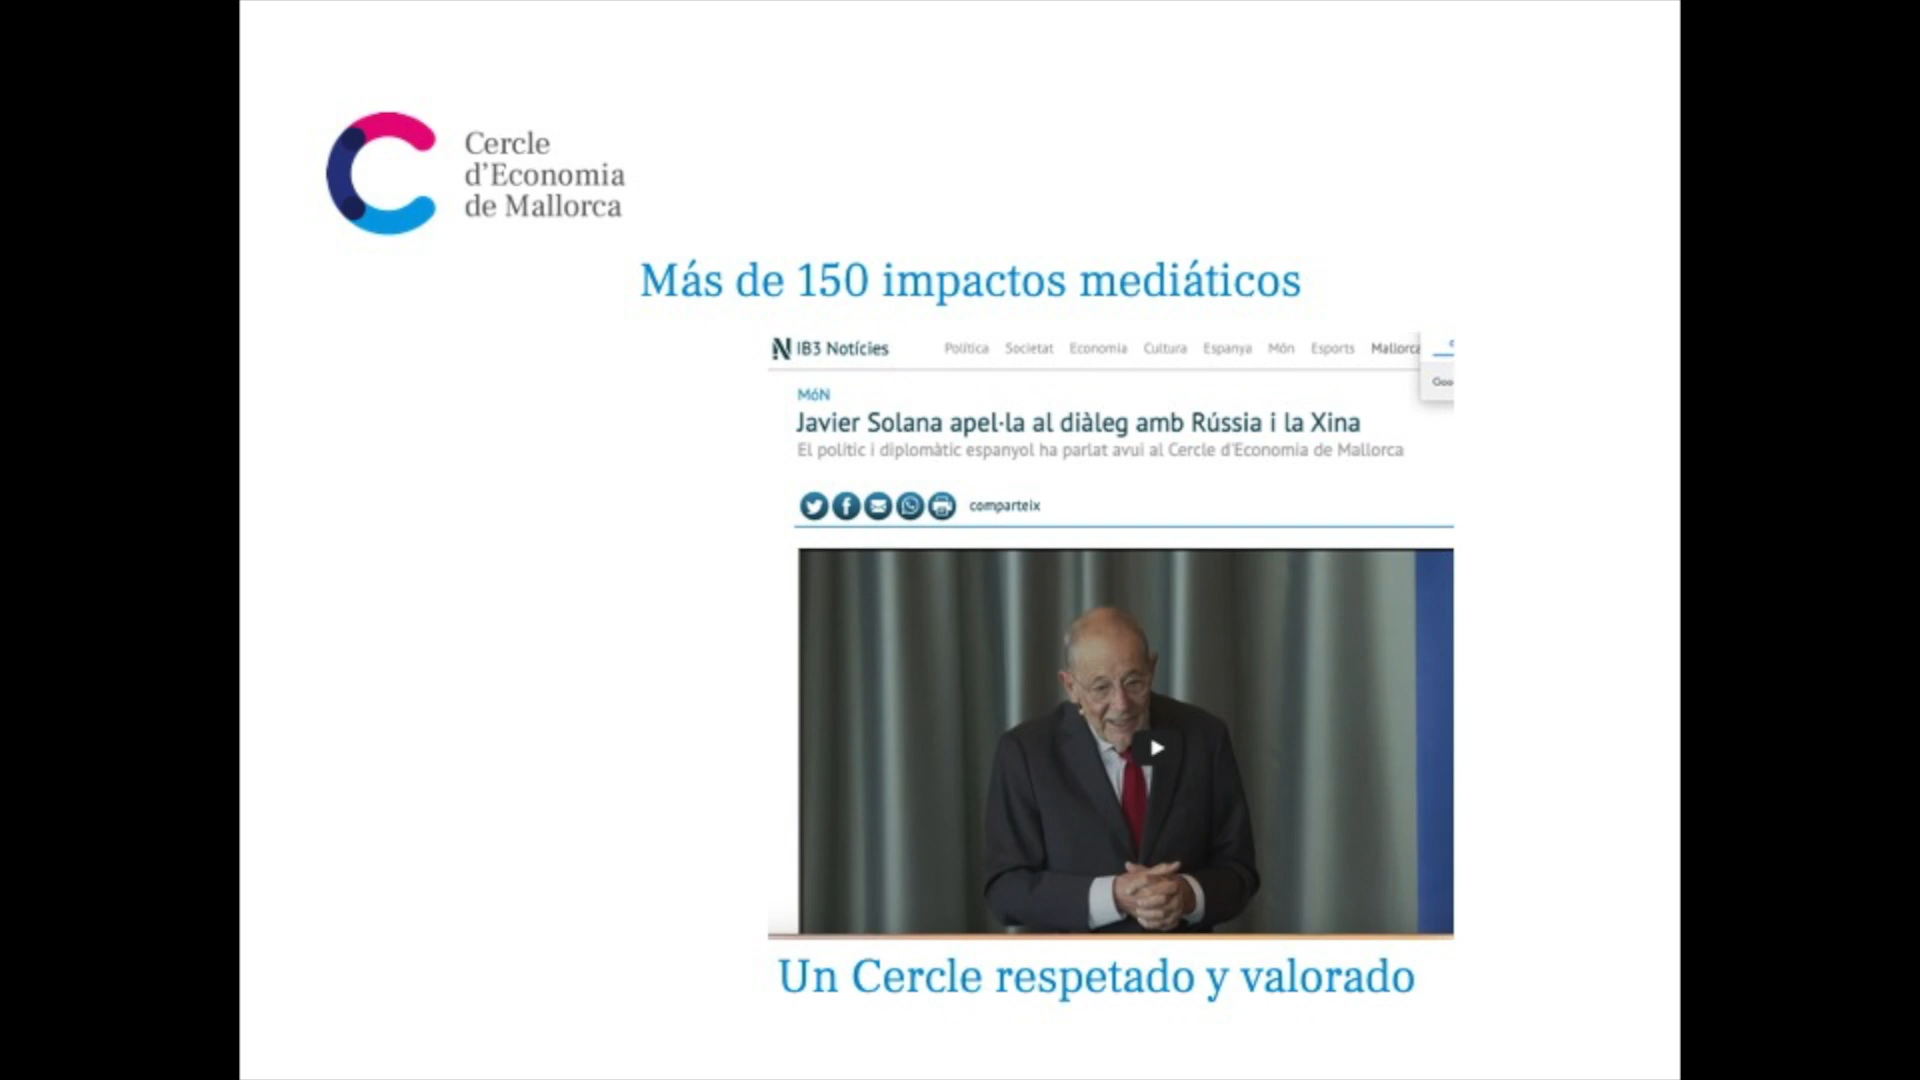 Cercle
d’Economia
de Mallorca
Más de 150 impactos mediáticos
IB3 Notícies
Política Societat Economia Cultura Espanya Món Esports Mallorca
MóN
Javier Solana apel·la al diàleg amb Rússia i la Xina
El polític i diplomàtic espanyol ha parlat avui al Cercle d'Economia de Mallorca
comparteix
Un Cercle respetado y valorado